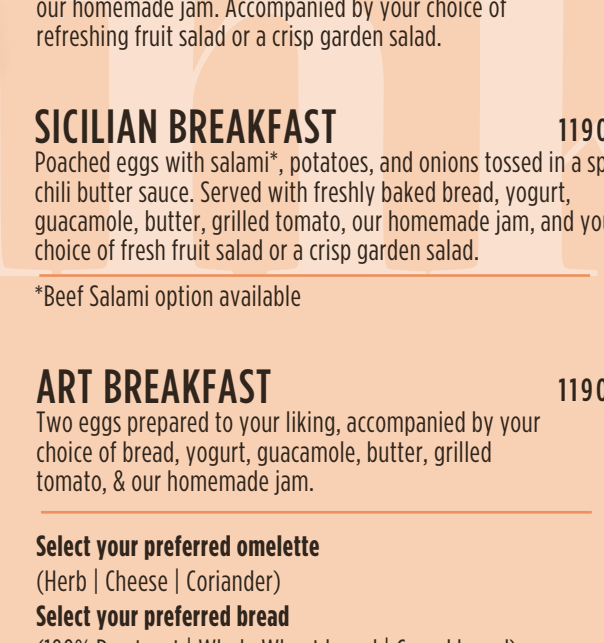 our homemade jam. Accompanied by your choice of
refreshing fruit salad or a crisp garden salad.
SICILIAN BREAKFAST 1190
Poached eggs with salami*, potatoes, and onions tossed in a
chili butter sauce. Served with freshly baked bread, yogurt,
guacamole, butter, grilled tomato, our homemade jam, and
choice of fresh fruit salad or a crisp garden salad.
*Beef Salami option available
ART BREAKFAST 1190
Two eggs prepared to your liking, accompanied by your
choice of bread, yogurt, guacamole, butter, grilled
tomato, & our homemade jam.
Select your preferred omelette
(Herb | Cheese | Coriander)
Select your preferred bread